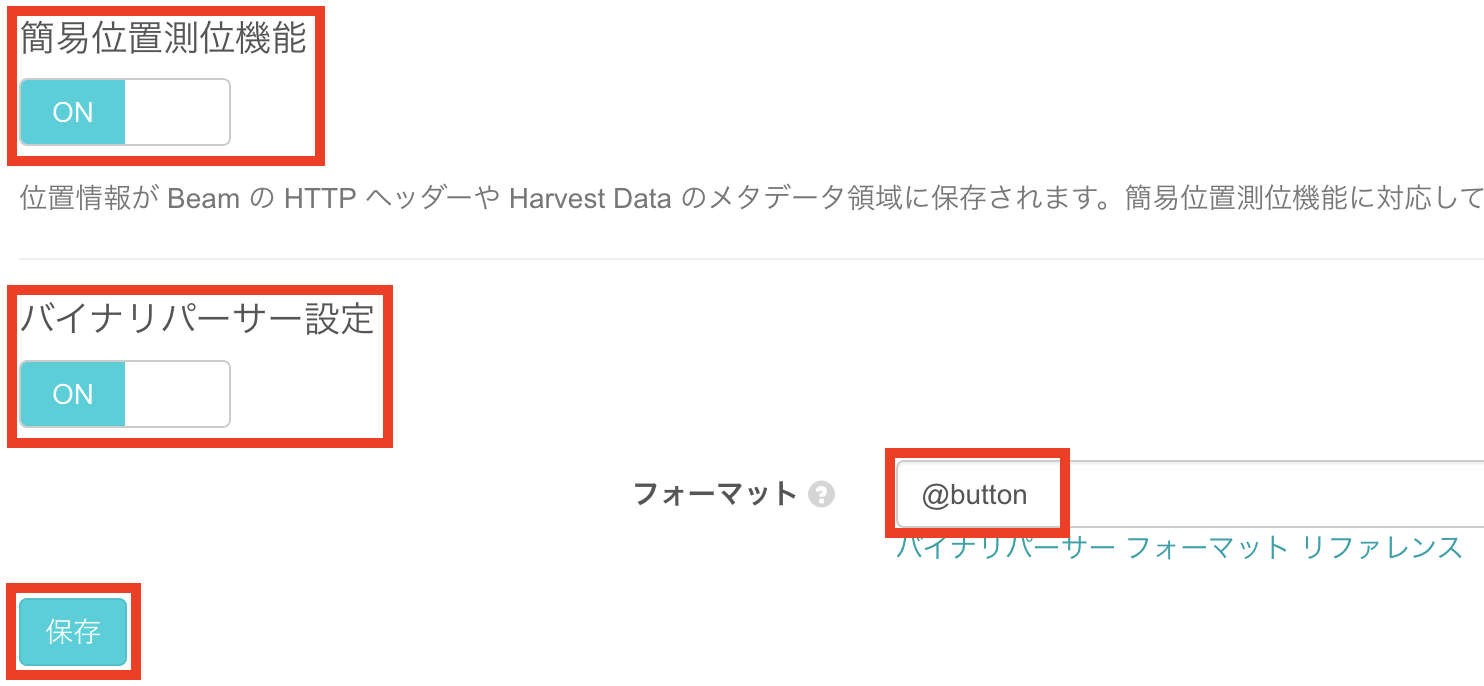 簡易位置測位機能
ON
位置情報が Beam の HTTP ヘッダーや Harvest Data のメタデータ領域に保存されます。簡易位置測位機能に対応して
バイナリパーサー設定
ON
フォーマット ? @button
バイナリパーサー フォーマット リファレンス
保存